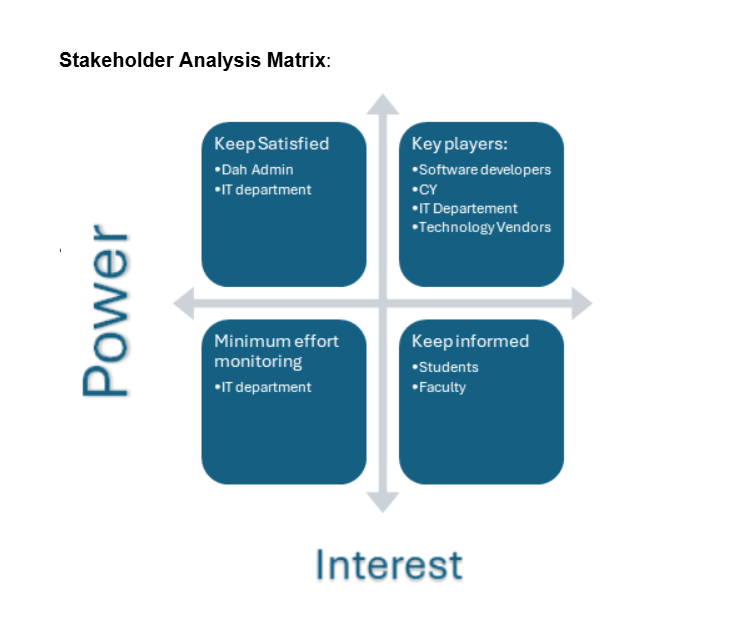 Stakeholder Analysis Matrix:
Keep Satisfied
•Dah Admin
•IT department
Key players:
•Software developers
•CY
•IT Departement
•Technology Vendors
Power
Minimum effort
monitoring
•IT department
Keep informed
•Students
•Faculty
Interest